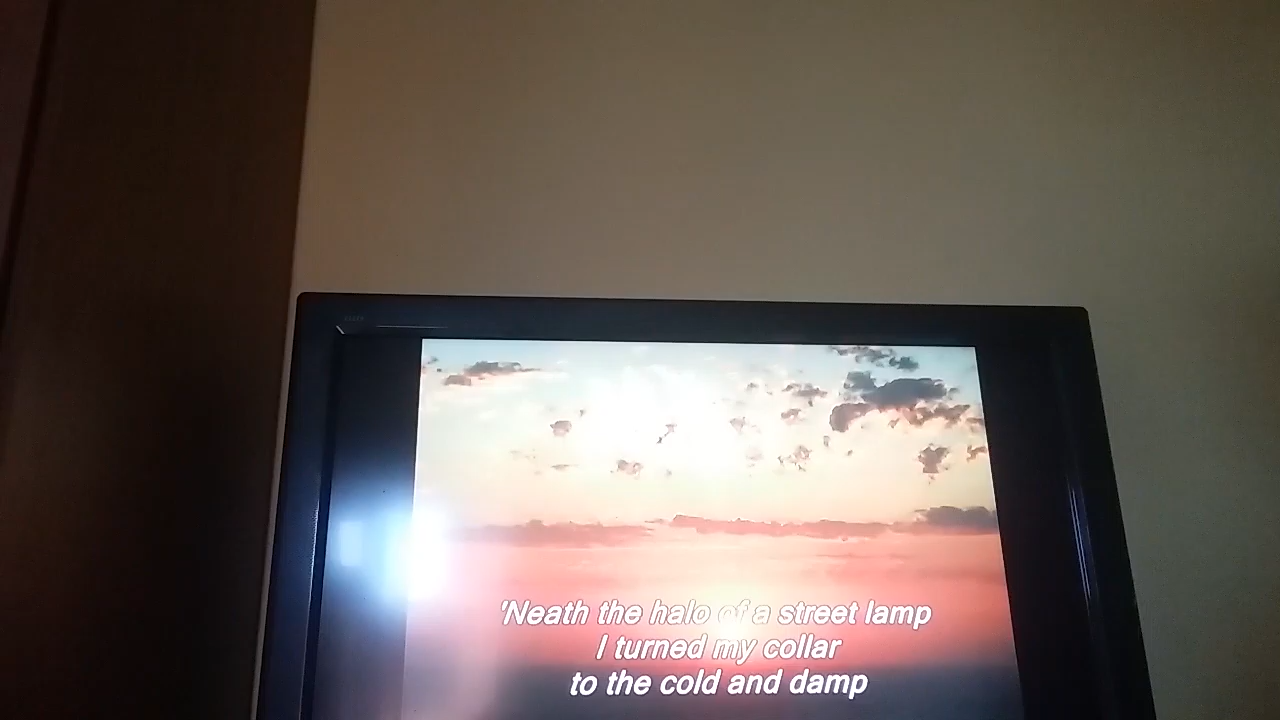 'Neath the halo of a street lamp
I turned my collar
to the cold and damp